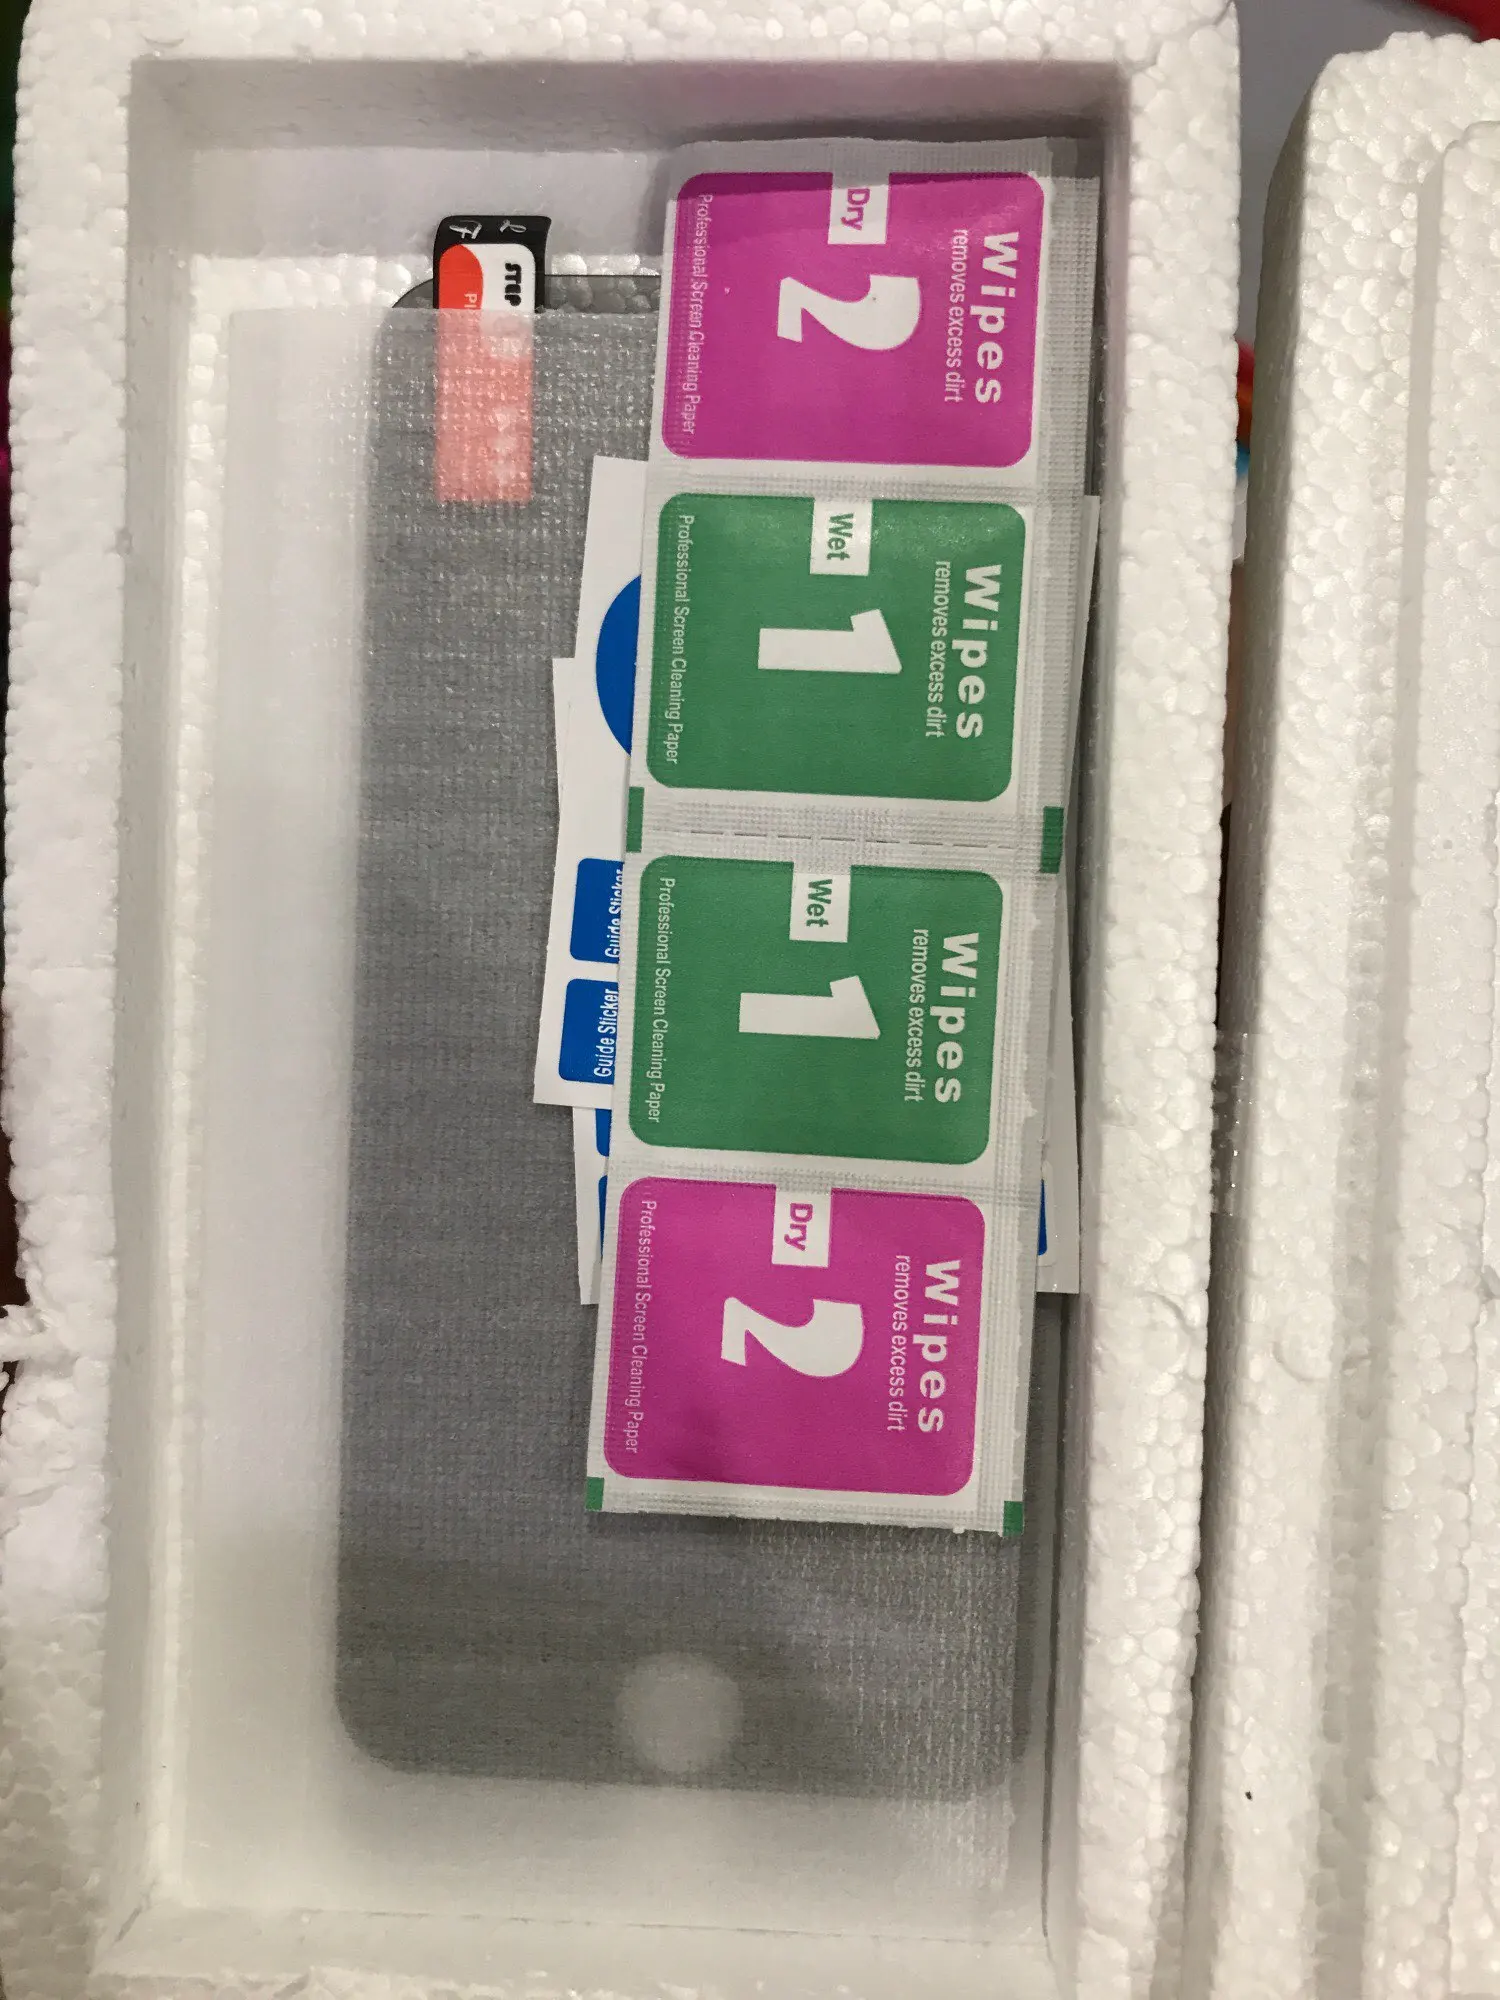 STEP
Wipes
removes excess dirt
Dry
2
Professional Screen Cleaning Paper
Wipes
removes excess dirt
Wet
1
Professional Screen Cleaning Paper
Guide Sticker
Guide Sticker
Wipes
removes excess dirt
Wet
1
Professional Screen Cleaning Paper
Wipes
removes excess dirt
Dry
2
Professional Screen Cleaning Paper